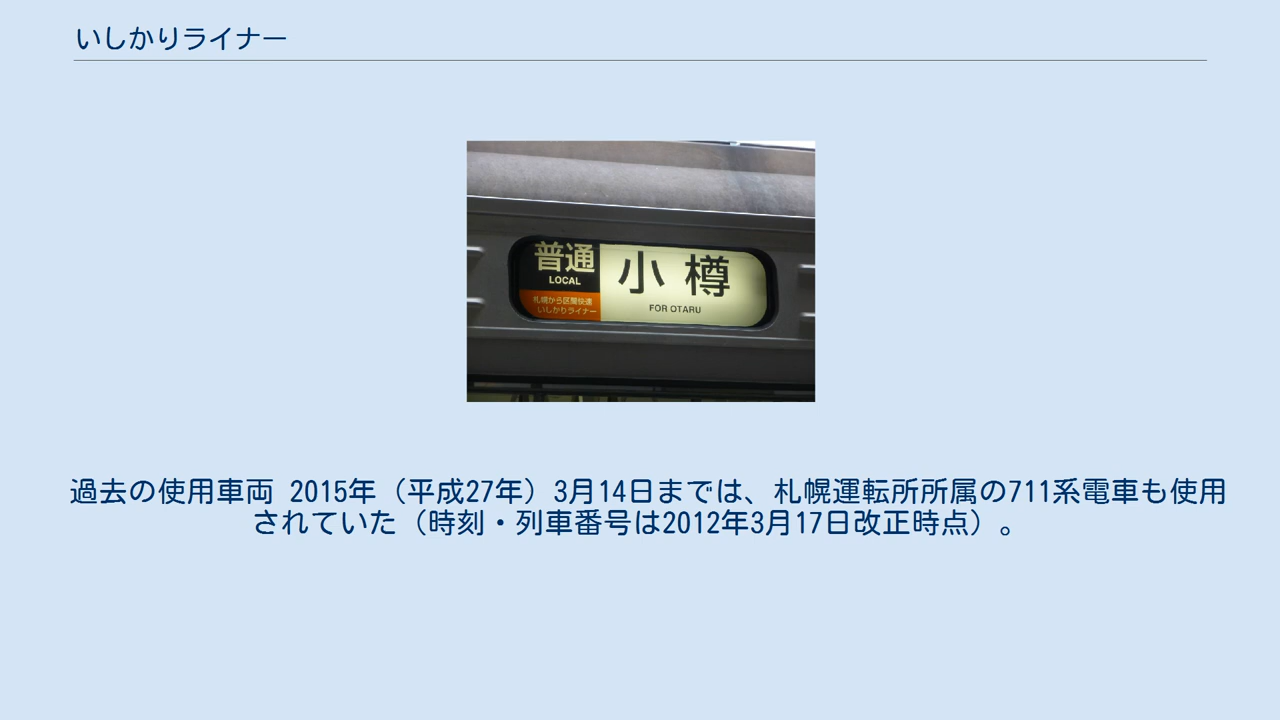 いしかりライナー
普通 小樽
LOCAL
札幌から区間快速
いしかりライナー
FOR OTARU
過去の使用車両 2015年（平成27年）3月14日までは、札幌運転所所属の711系電車も使用
されていた（時刻・列車番号は2012年3月17日改正時点）。